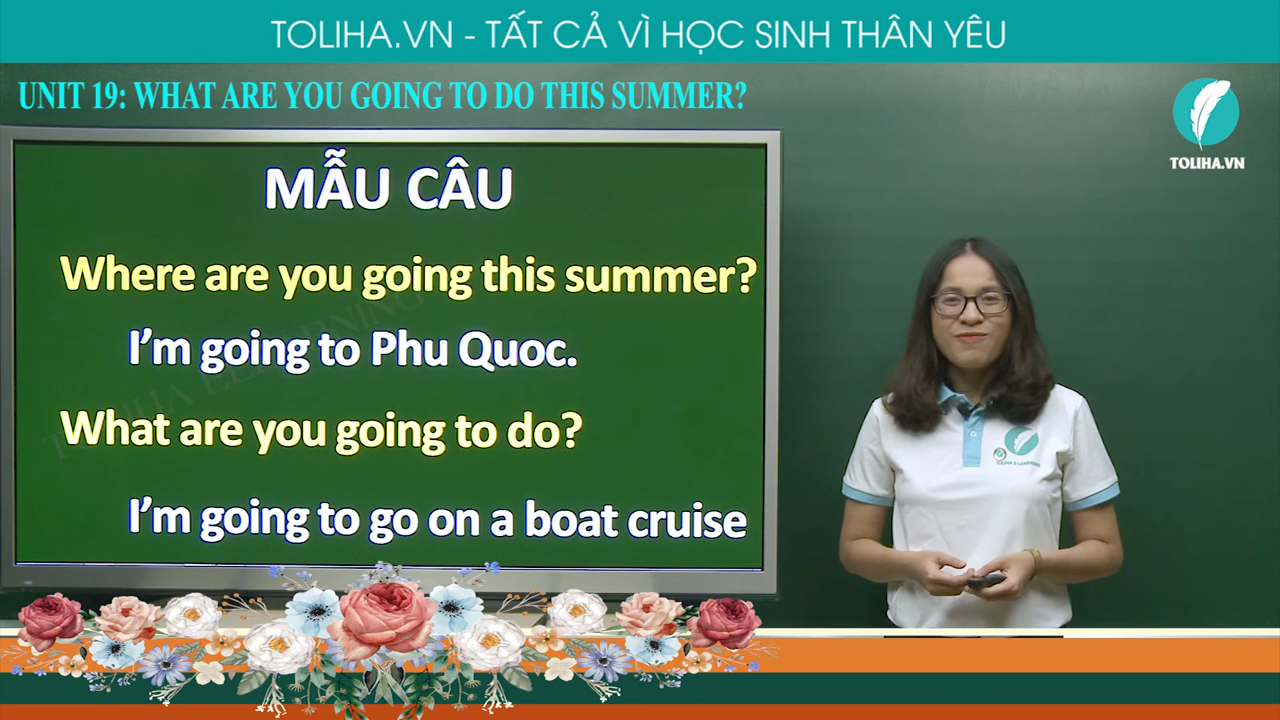 TOLIHA.VN - TẤT CẢ VÌ HỌC SINH THÂN YÊU
UNIT 19: WHAT ARE YOU GOING TO DO THIS SUMMER?
TOLIHA.VN
MẪU CÂU
Where are you going this summer?
I'm going to Phu Quoc.
What are you going to do?
I'm going to go on a boat cruise